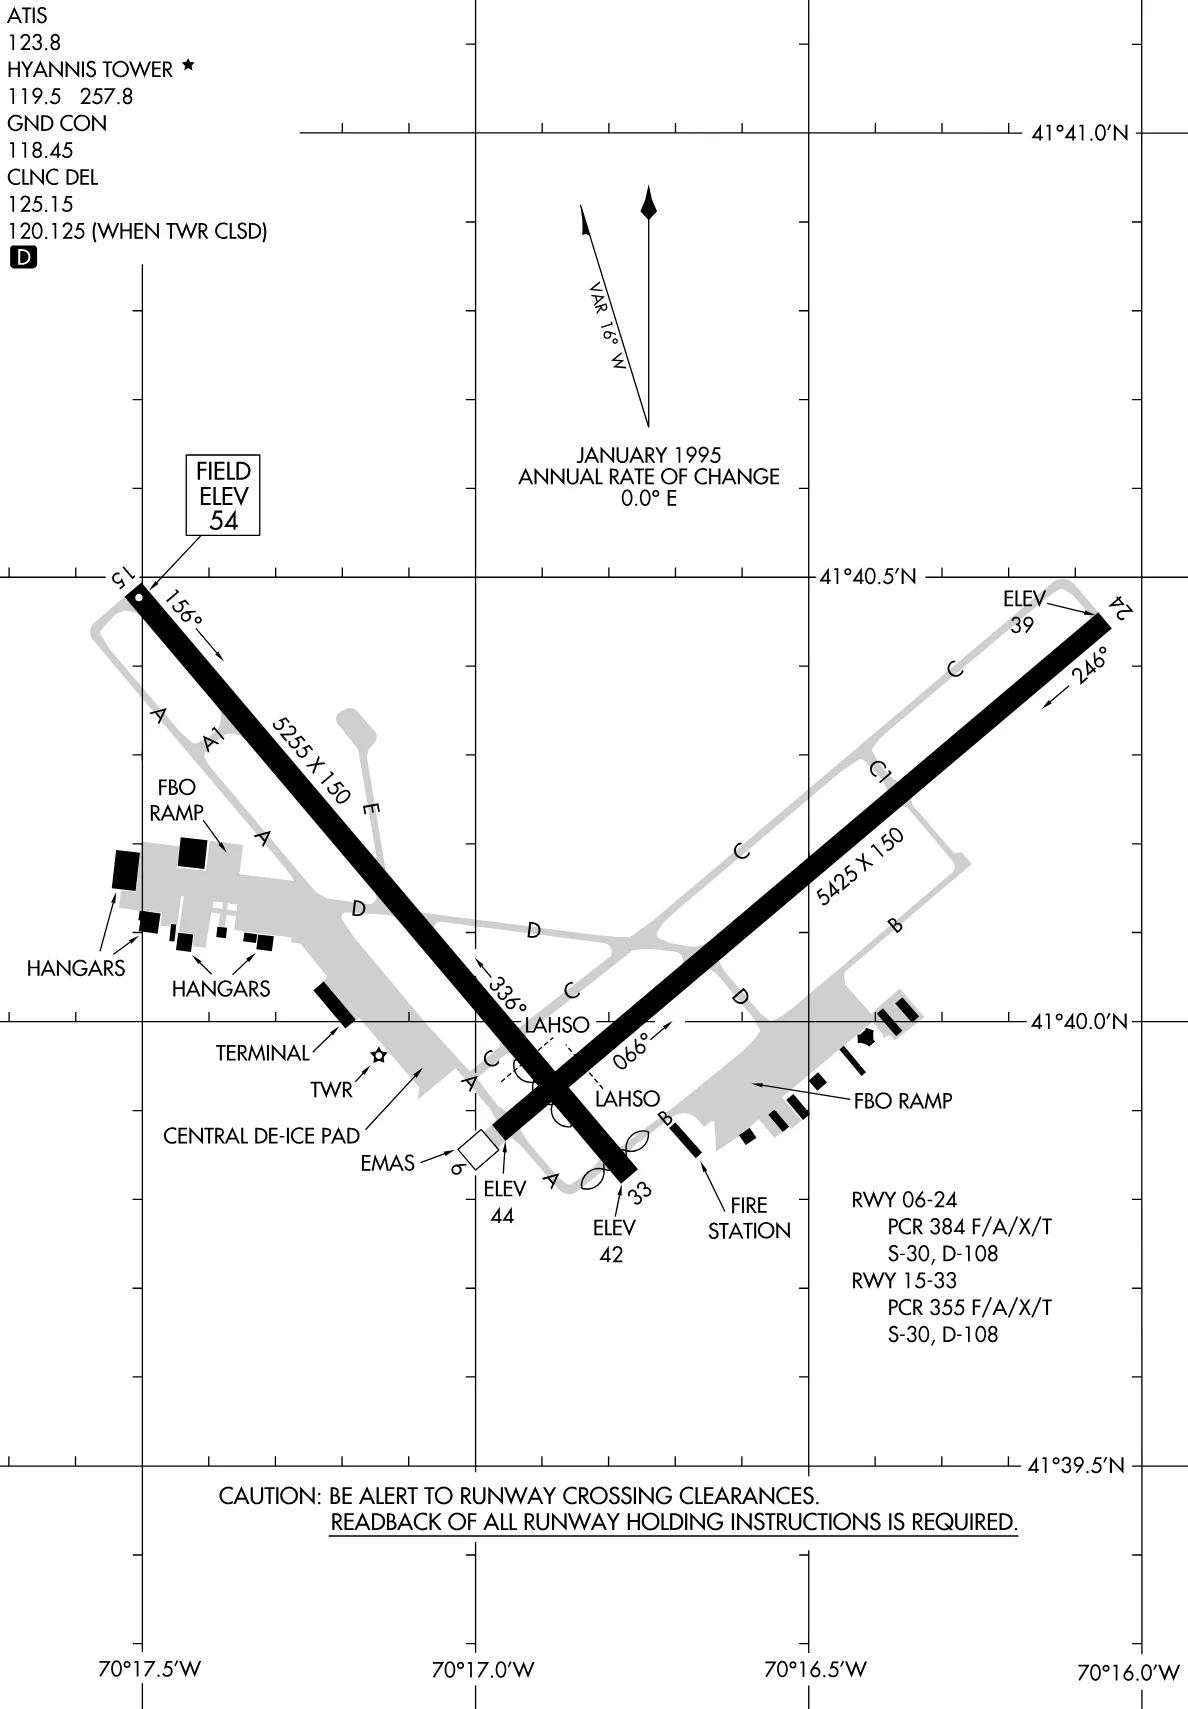 ATIS
123.8
HYANNIS TOWER ★
119.5 257.8
GND CON
118.45
CLNC DEL
125.15
120.125 (WHEN TWR CLSD)
D
41°41.0'N
VAR 16° W
JANUARY 1995
ANNUAL RATE OF CHANGE
0.0° E
FIELD
ELEV
54
15
156°
41°40.5'N
ELEV
39
24
246°
C
A
A1
5255 X 150
C1
FBO
RAMP
E
A
C
5425 X 150
D
D
B
HANGARS
HANGARS
336°
C
D
LAHSO
41°40.0'N
TERMINAL
C
066°
TWR
A
LAHSO
FBO RAMP
B
CENTRAL DE-ICE PAD
EMAS
6
A
ELEV
44
33
ELEV
42
FIRE
STATION
RWY 06-24
PCR 384 F/A/X/T
S-30, D-108
RWY 15-33
PCR 355 F/A/X/T
S-30, D-108
41°39.5'N
CAUTION: BE ALERT TO RUNWAY CROSSING CLEARANCES.
READBACK OF ALL RUNWAY HOLDING INSTRUCTIONS IS REQUIRED.
70°17.5'W
70°17.0'W
70°16.5'W
70°16.0'W